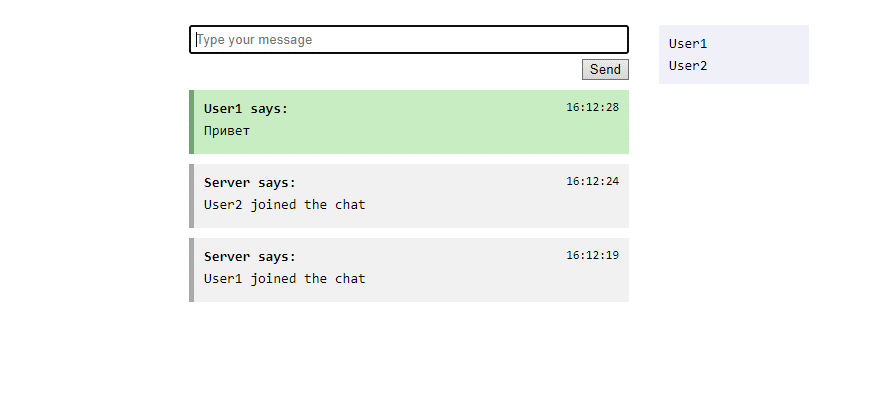 Type your message
Send
User1 says:
16:12:28
Привет
Server says:
16:12:24
User2 joined the chat
Server says:
16:12:19
User1 joined the chat
User1
User2